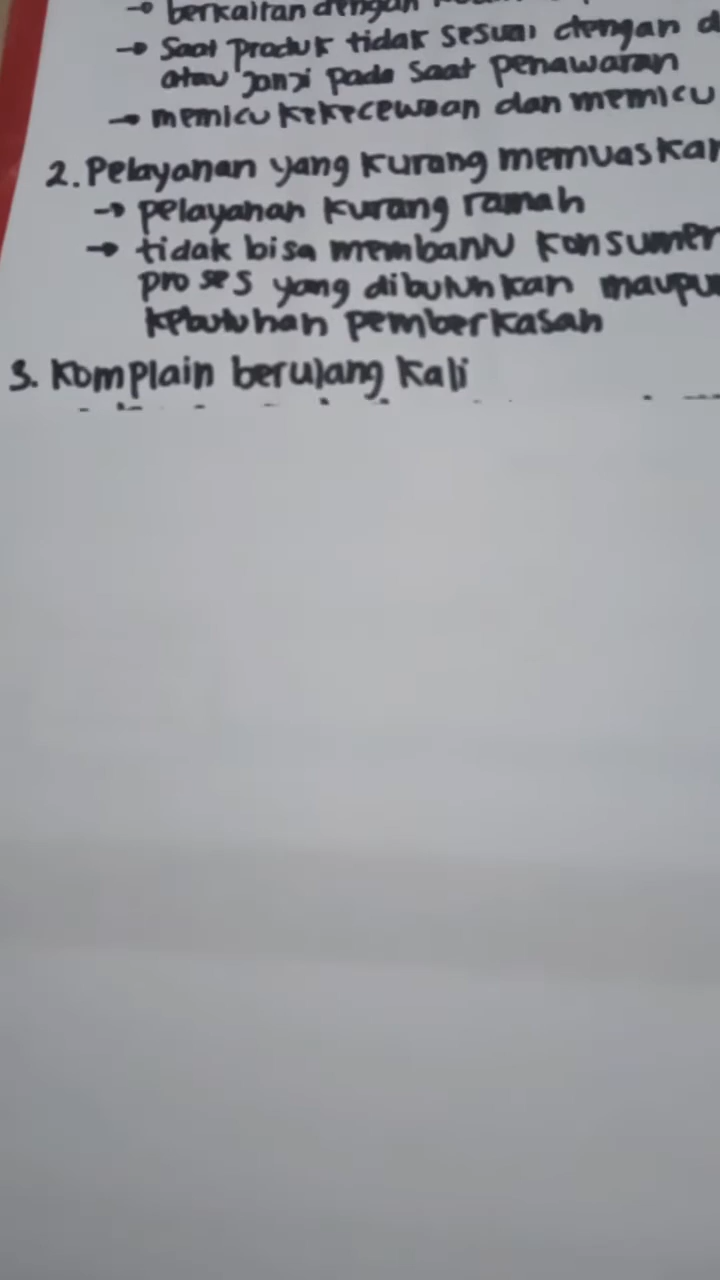 → berkaitan dengan
→ Saat produk tidak sesuai dengan
atau janji pada saat penawaran
→ memicu kekecewaan dan memicu
2. Pelayanan yang kurang memuaskan
→ pelayanan kurang ramah
→ tidak bisa membantu konsumen
proses yang dibutuhkan maupun
kebutuhan pemberkasan
3. Komplain berulang kali